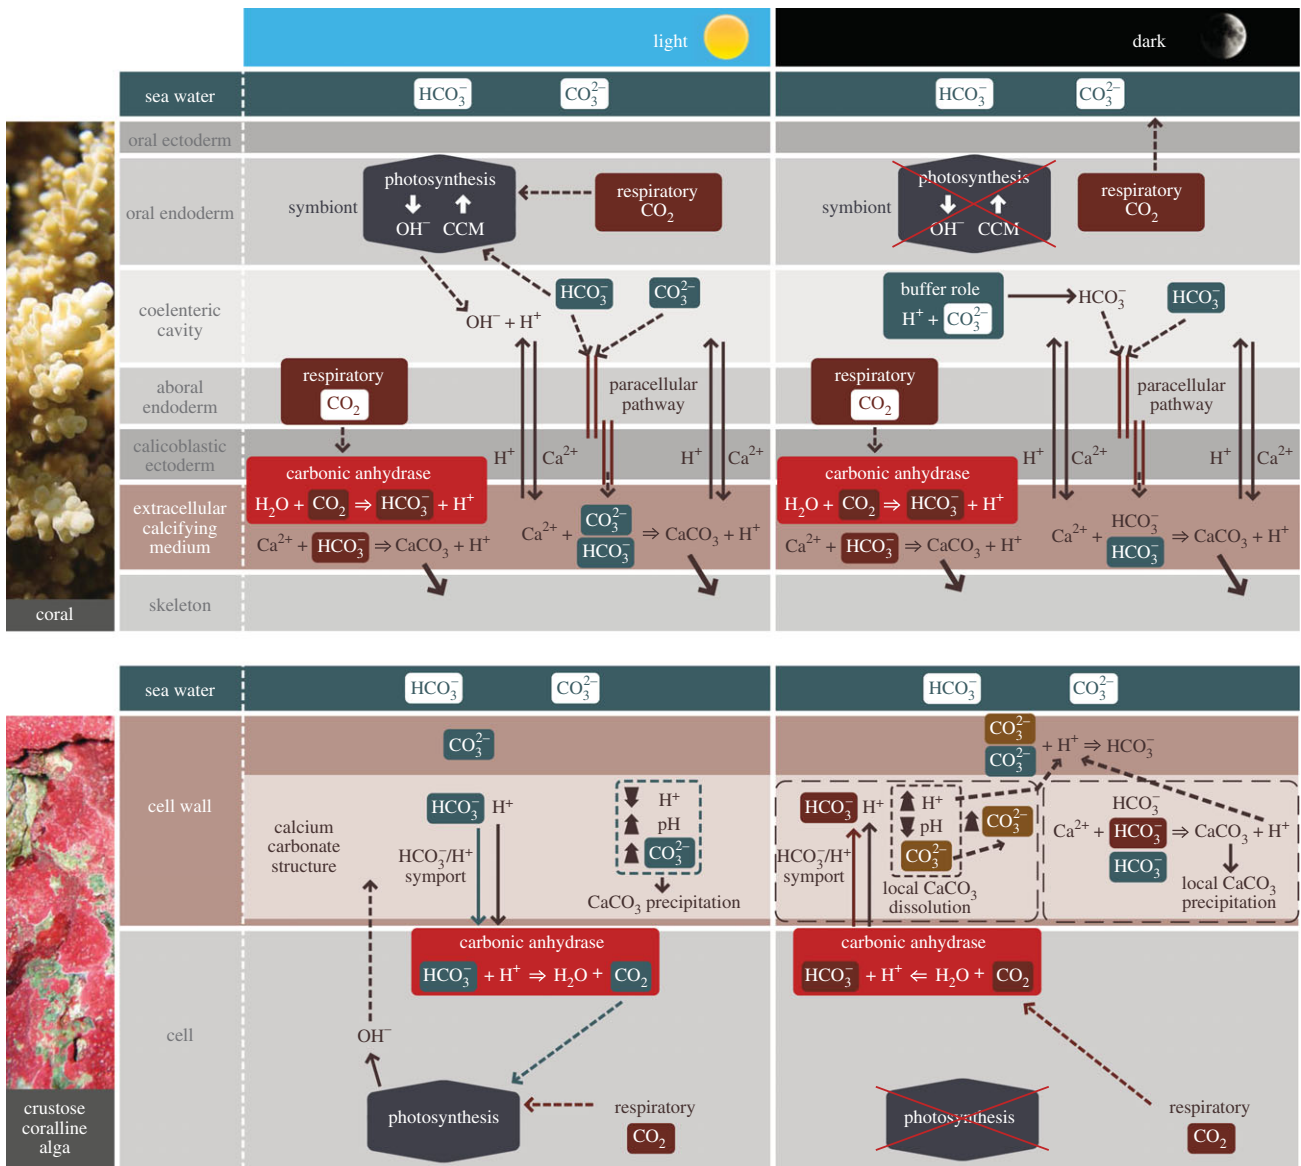 light
dark
sea water
HCO₃⁻ CO₃²⁻
HCO₃⁻ CO₃²⁻
oral ectoderm
oral endoderm
symbiont
photosynthesis
OH⁻ CCM
respiratory
CO₂
symbiont
photosynthesis
OH⁻ CCM
respiratory
CO₂
coelenteric
cavity
OH⁻ + H⁺
HCO₃⁻
CO₃²⁻
buffer role
H⁺ + CO₃²⁻
HCO₃⁻
HCO₃⁻
aboral
endoderm
respiratory
CO₂
paracellular
pathway
respiratory
CO₂
paracellular
pathway
calicoblastic
ectoderm
H⁺ Ca²⁺
H⁺ Ca²⁺
H⁺ Ca²⁺
H⁺ Ca²⁺
extracellular
calcifying
medium
carbonic anhydrase
H₂O + CO₂ ⇒ HCO₃⁻ + H⁺
Ca²⁺ + HCO₃⁻ ⇒ CaCO₃ + H⁺
Ca²⁺ + CO₃²⁻ HCO₃⁻ ⇒ CaCO₃ + H⁺
carbonic anhydrase
H₂O + CO₂ ⇒ HCO₃⁻ + H⁺
Ca²⁺ + HCO₃⁻ ⇒ CaCO₃ + H⁺
Ca²⁺ + HCO₃⁻ HCO₃⁻ ⇒ CaCO₃ + H⁺
skeleton
coral
sea water
HCO₃⁻ CO₃²⁻
HCO₃⁻ CO₃²⁻
cell wall
CO₃²⁻
HCO₃⁻ H⁺
calcium
carbonate
structure
HCO₃⁻/H⁺
symport
H⁺
pH
CO₃²⁻
CaCO₃ precipitation
CO₃²⁻
CO₃²⁻
+ H⁺ ⇒ HCO₃⁻
HCO₃⁻ H⁺
HCO₃⁻/H⁺
symport
H⁺
pH
CO₃²⁻
CO₃²⁻
local CaCO₃
dissolution
HCO₃⁻
Ca²⁺ + HCO₃⁻ ⇒ CaCO₃ + H⁺
HCO₃⁻
local CaCO₃
precipitation
cell
carbonic anhydrase
HCO₃⁻ + H⁺ ⇒ H₂O + CO₂
OH⁻
photosynthesis
respiratory
CO₂
carbonic anhydrase
HCO₃⁻ + H⁺ ⇐ H₂O + CO₂
photosynthesis
respiratory
CO₂
crustose
coralline
alga